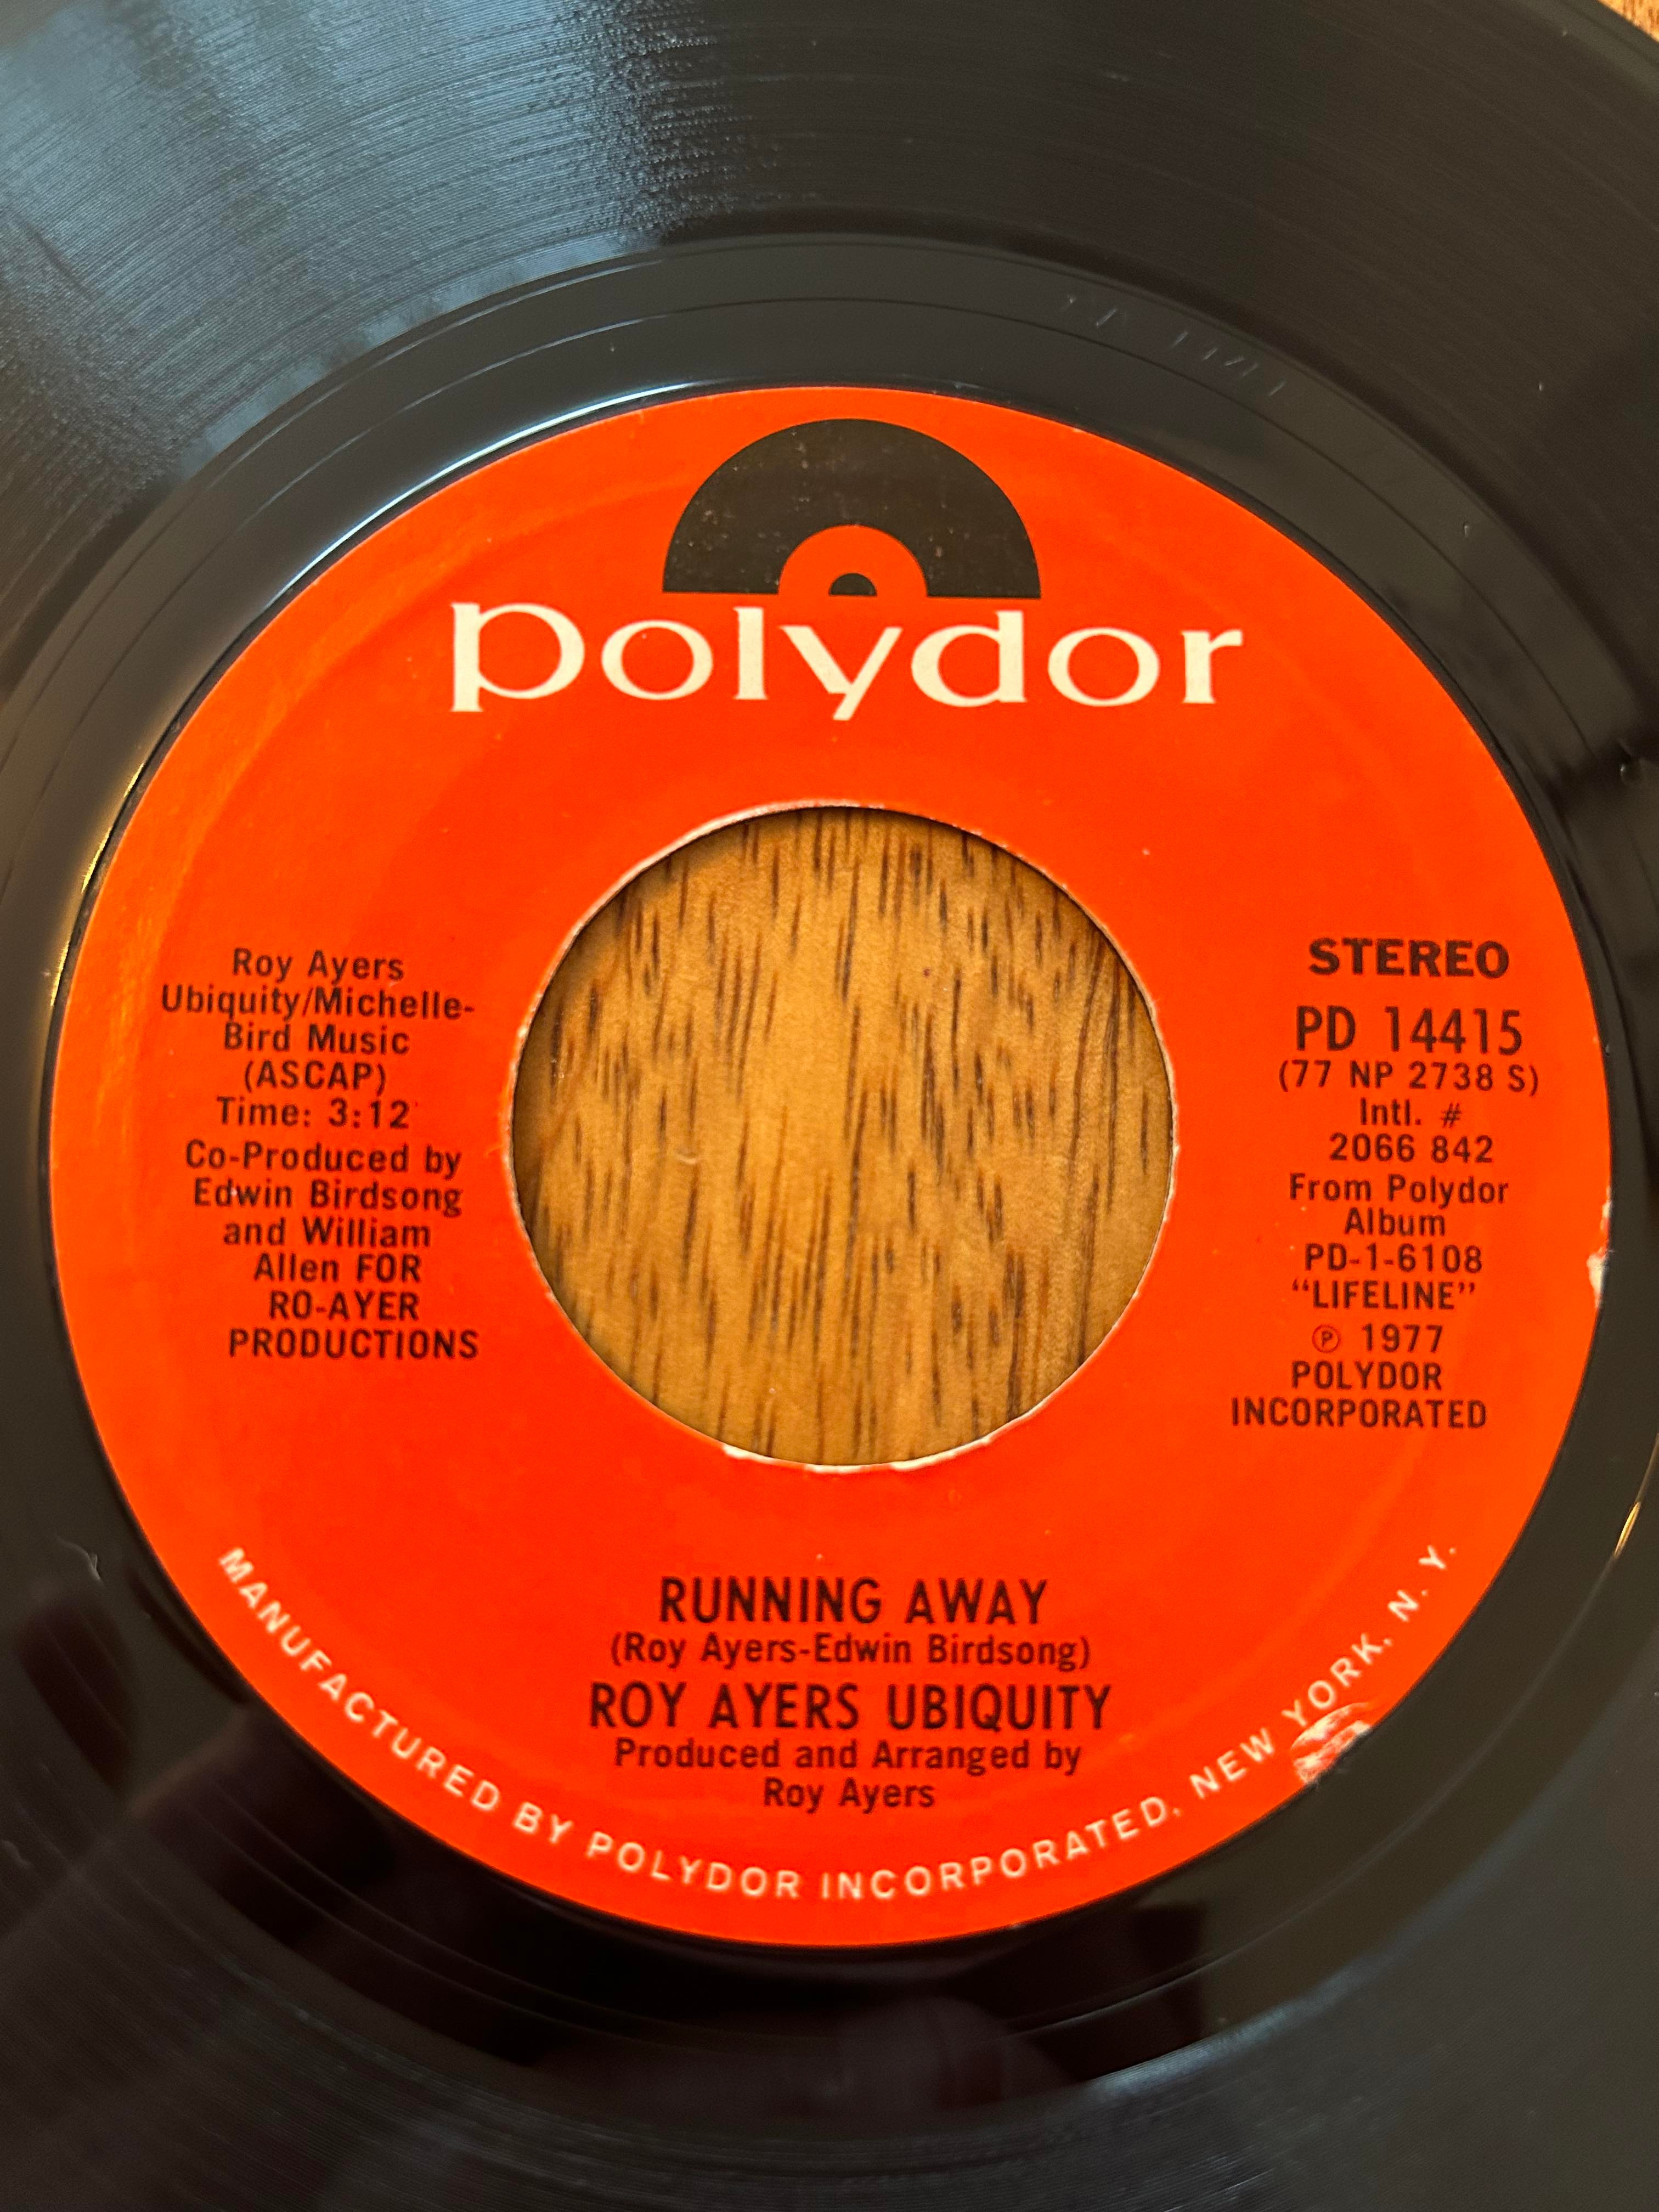 polydor
Roy Ayers
Ubiquity/Michelle-
Bird Music
(ASCAP)
Time: 3:12
Co-Produced by
Edwin Birdsong
and William
Allen FOR
RO-AYER
PRODUCTIONS
STEREO
PD 14415
(77 NP 2738 S)
Intl. #
2066 842
From Polydor
Album
PD-1-6108
“LIFELINE”
℗ 1977
POLYDOR
INCORPORATED
RUNNING AWAY
(Roy Ayers-Edwin Birdsong)
ROY AYERS UBIQUITY
Produced and Arranged by
Roy Ayers
MANUFACTURED BY POLYDOR INCORPORATED, NEW YORK, N. Y.